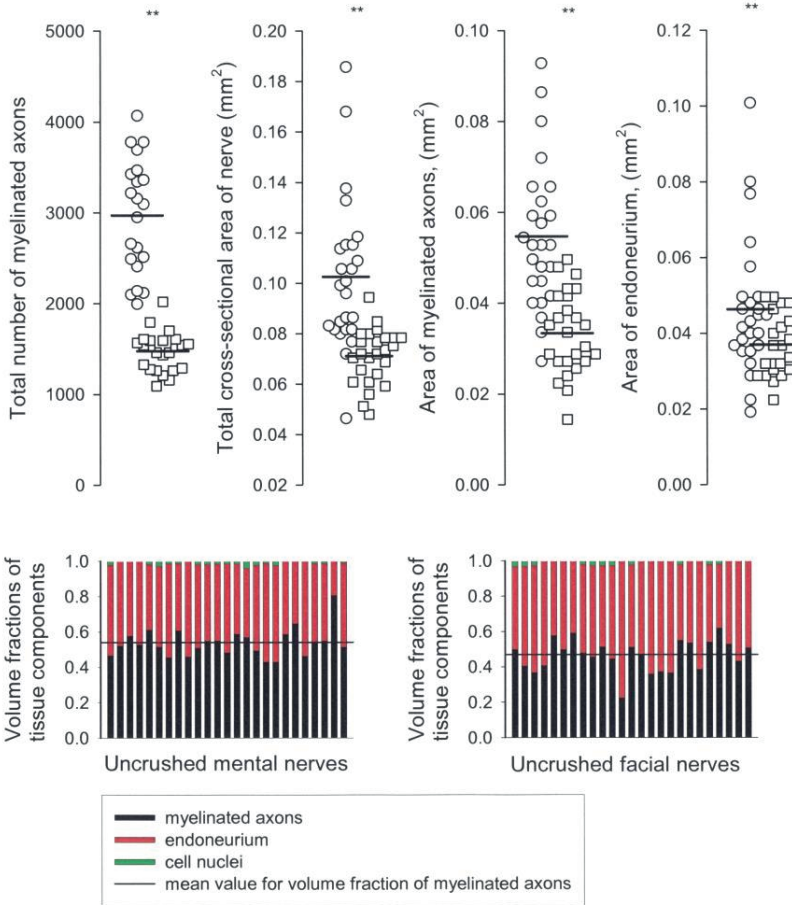 ** ** ** **
Total number of myelinated axons
5000
4000
3000
2000
1000
0
Total cross-sectional area of nerve (mm²)
0.20
0.18
0.16
0.14
0.12
0.10
0.08
0.06
0.04
0.02
Area of myelinated axons, (mm²)
0.10
0.08
0.06
0.04
0.02
0.00
Area of endoneurium, (mm²)
0.12
0.10
0.08
0.06
0.04
0.02
0.00
Volume fractions of
tissue components
1.0
0.8
0.6
0.4
0.2
0.0
Uncrushed mental nerves
Volume fractions of
tissue components
1.0
0.8
0.6
0.4
0.2
0.0
Uncrushed facial nerves
myelinated axons
endoneurium
cell nuclei
mean value for volume fraction of myelinated axons